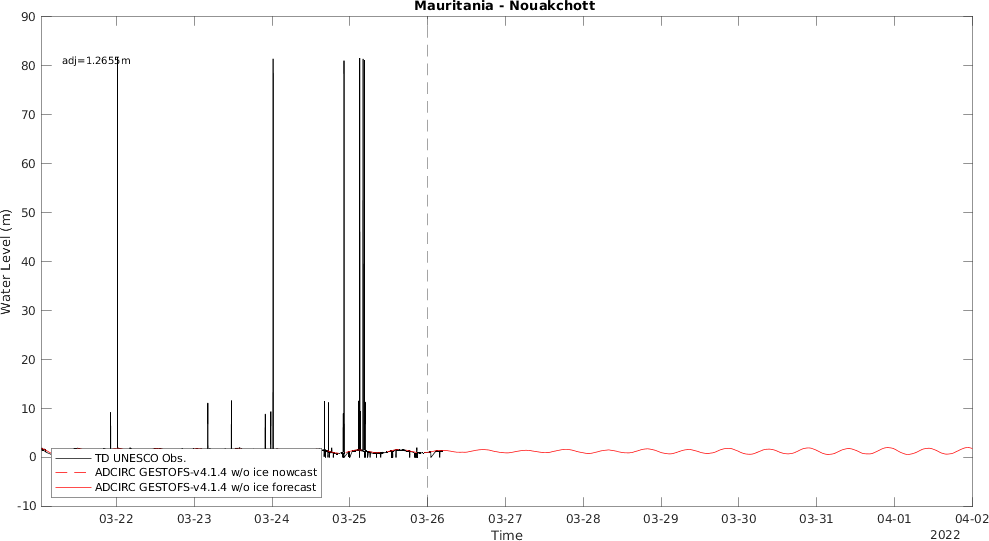 Mauritania - Nouakchott
90
80
70
60
50
40
30
20
10
0
-10
Water Level (m)
adj=1.2655m
TD UNESCO Obs.
ADCIRC GESTOFS-v4.1.4 w/o ice nowcast
ADCIRC GESTOFS-v4.1.4 w/o ice forecast
03-22 03-23 03-24 03-25 03-26 03-27 03-28 03-29 03-30 03-31 04-01 04-02
Time
2022